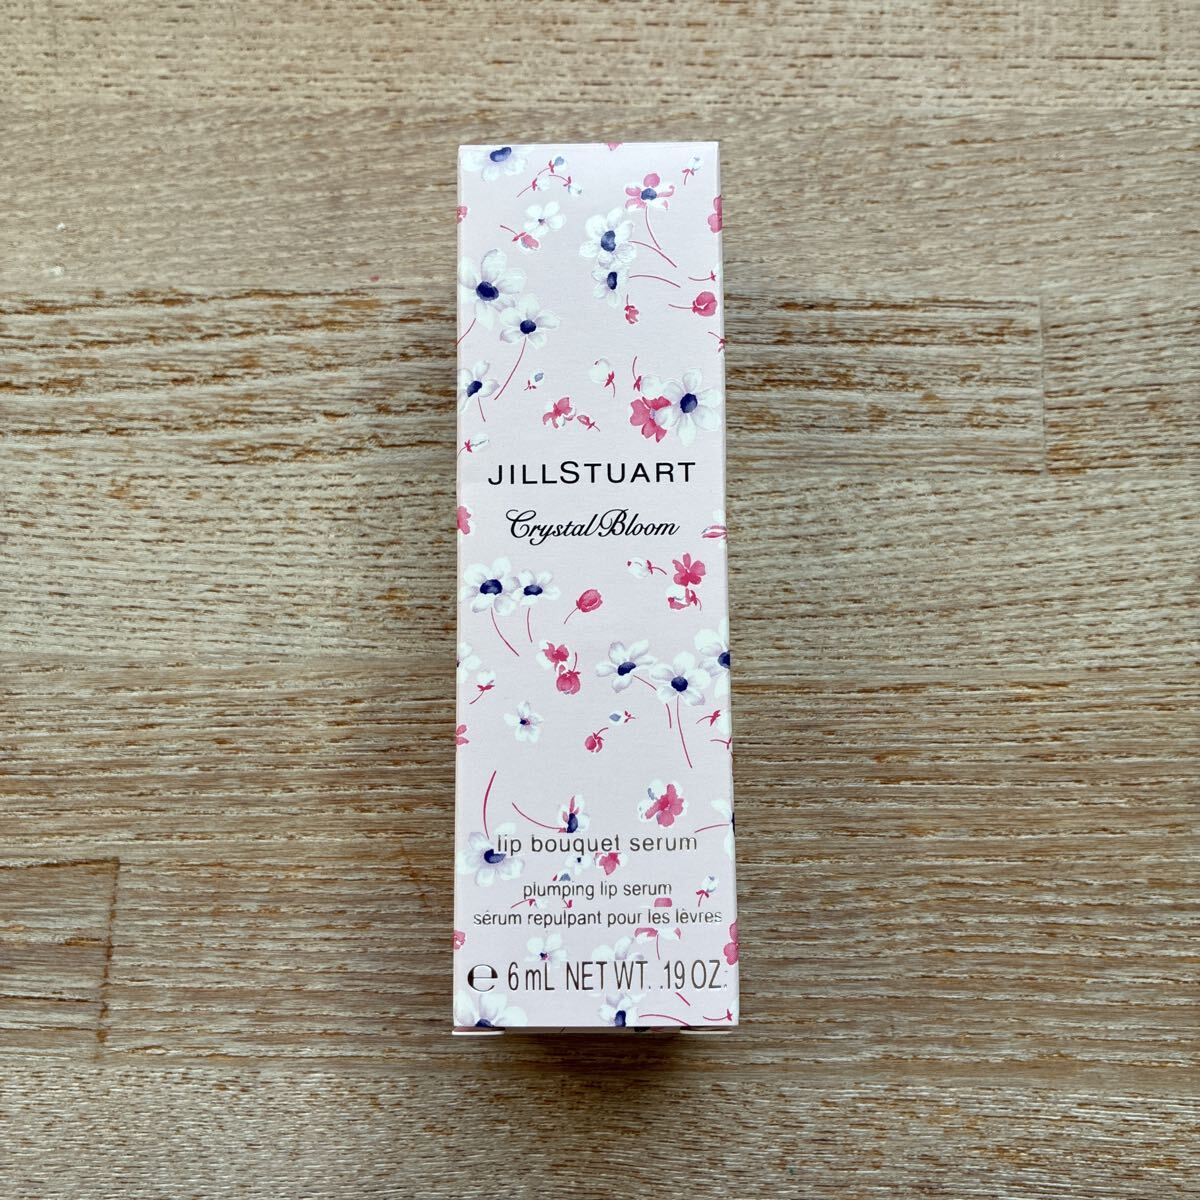 JILLSTUART
Crystal Bloom
lip bouquet serum
plumping lip serum
sérum repulpant pour les lèvres
℮ 6 mL NET WT. .19 OZ.